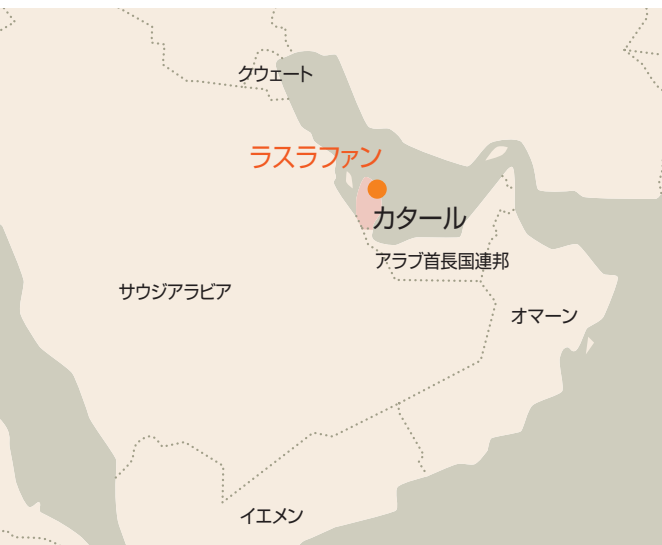 クウェート
ラスラファン
カタール
アラブ首長国連邦
サウジアラビア
オマーン
イエメン